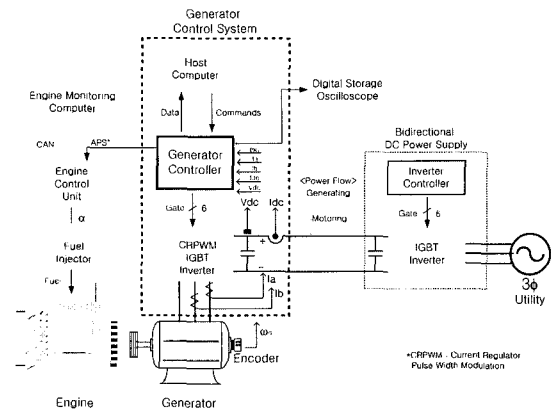 Generator
Control System
Host
Computer
Digital Storage
Oscilloscope
Engine Monitoring
Computer
Data
Commands
Bidirectional
DC Power Supply
CAN
APS*
Generator
Controller
Engine
Control
Unit
Inverter
Controller
<Power Flow>
Generating
Vdc
Idc
Gate
6
Gate
6
α
Motoring
Fuel
Injector
CRPWM
IGBT
Inverter
+
−
IGBT
Inverter
Fuel
Ia
Ib
3ϕ
Utility
Encoder
*CRPWM - Current Regulator
Pulse Width Modulation
Engine
Generator